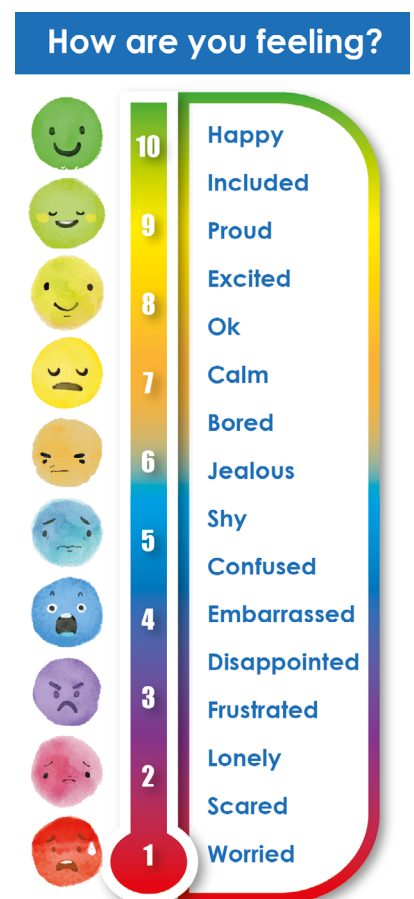 How are you feeling?
10
9
8
7
6
5
4
3
2
1
Happy
Included
Proud
Excited
Ok
Calm
Bored
Jealous
Shy
Confused
Embarrassed
Disappointed
Frustrated
Lonely
Scared
Worried